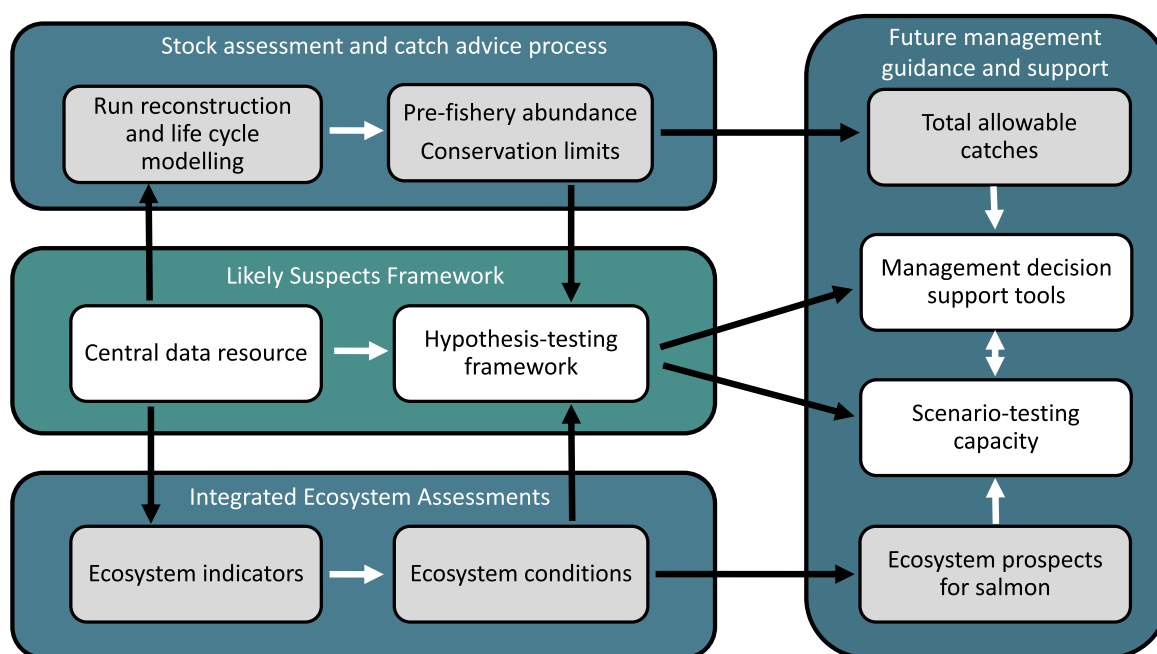 Stock assessment and catch advice process
Run reconstruction
and life cycle
modelling
Pre-fishery abundance
Conservation limits
Likely Suspects Framework
Central data resource
Hypothesis-testing
framework
Integrated Ecosystem Assessments
Ecosystem indicators
Ecosystem conditions
Future management
guidance and support
Total allowable
catches
Management decision
support tools
Scenario-testing
capacity
Ecosystem prospects
for salmon